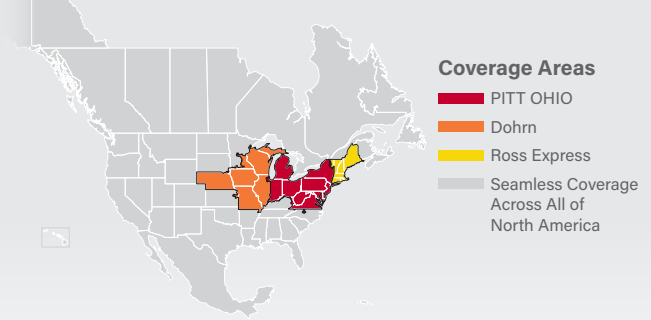 Coverage Areas
PITT OHIO
Dohrn
Ross Express
Seamless Coverage
Across All of
North America